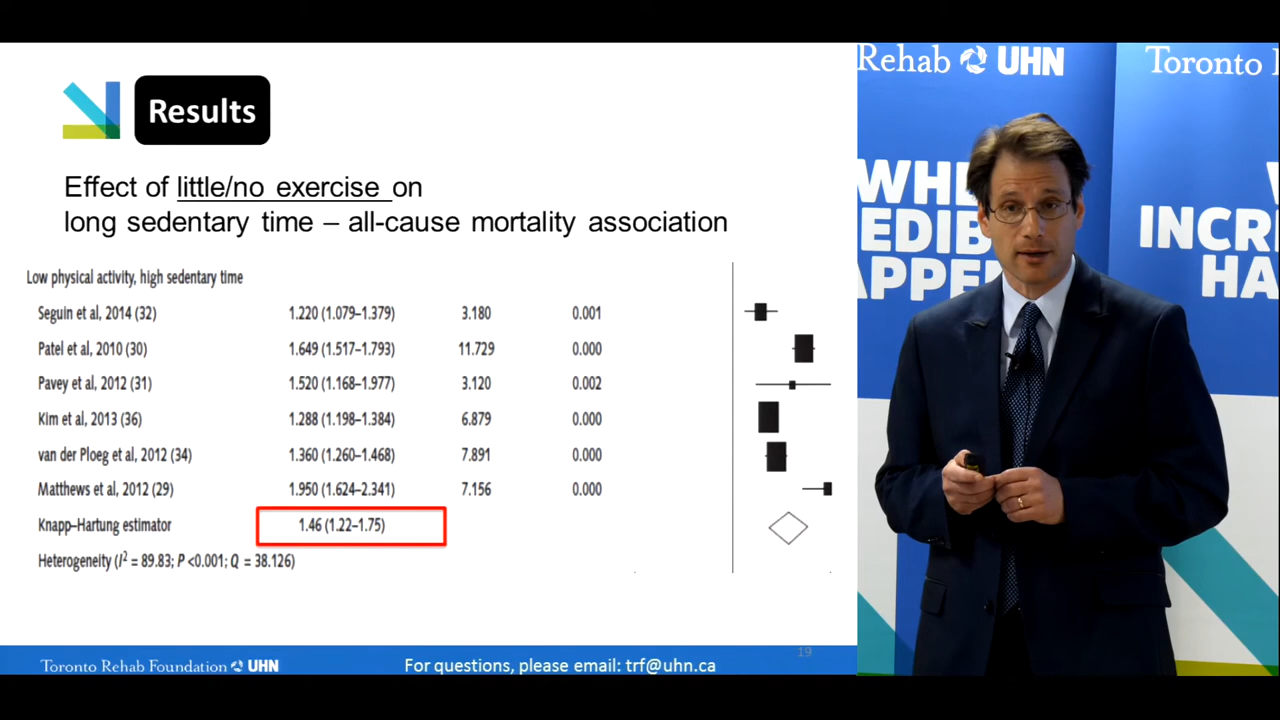 Results
Effect of little/no exercise on
long sedentary time – all-cause mortality association
Low physical activity, high sedentary time
Seguin et al, 2014 (32) 1.220 (1.079–1.379) 3.180 0.001
Patel et al, 2010 (30) 1.649 (1.517–1.793) 11.729 0.000
Pavey et al, 2012 (31) 1.520 (1.168–1.977) 3.120 0.002
Kim et al, 2013 (36) 1.288 (1.198–1.384) 6.879 0.000
van der Ploeg et al, 2012 (34) 1.360 (1.260–1.468) 7.891 0.000
Matthews et al, 2012 (29) 1.950 (1.624–2.341) 7.156 0.000
Knapp–Hartung estimator 1.46 (1.22–1.75)
Heterogeneity (I² = 89.83; P <0.001; Q = 38.126)
19
Toronto Rehab Foundation UHN
For questions, please email: trf@uhn.ca
Rehab UHN
WHE
EDIB
APPEN
Toronto
INCR
HA